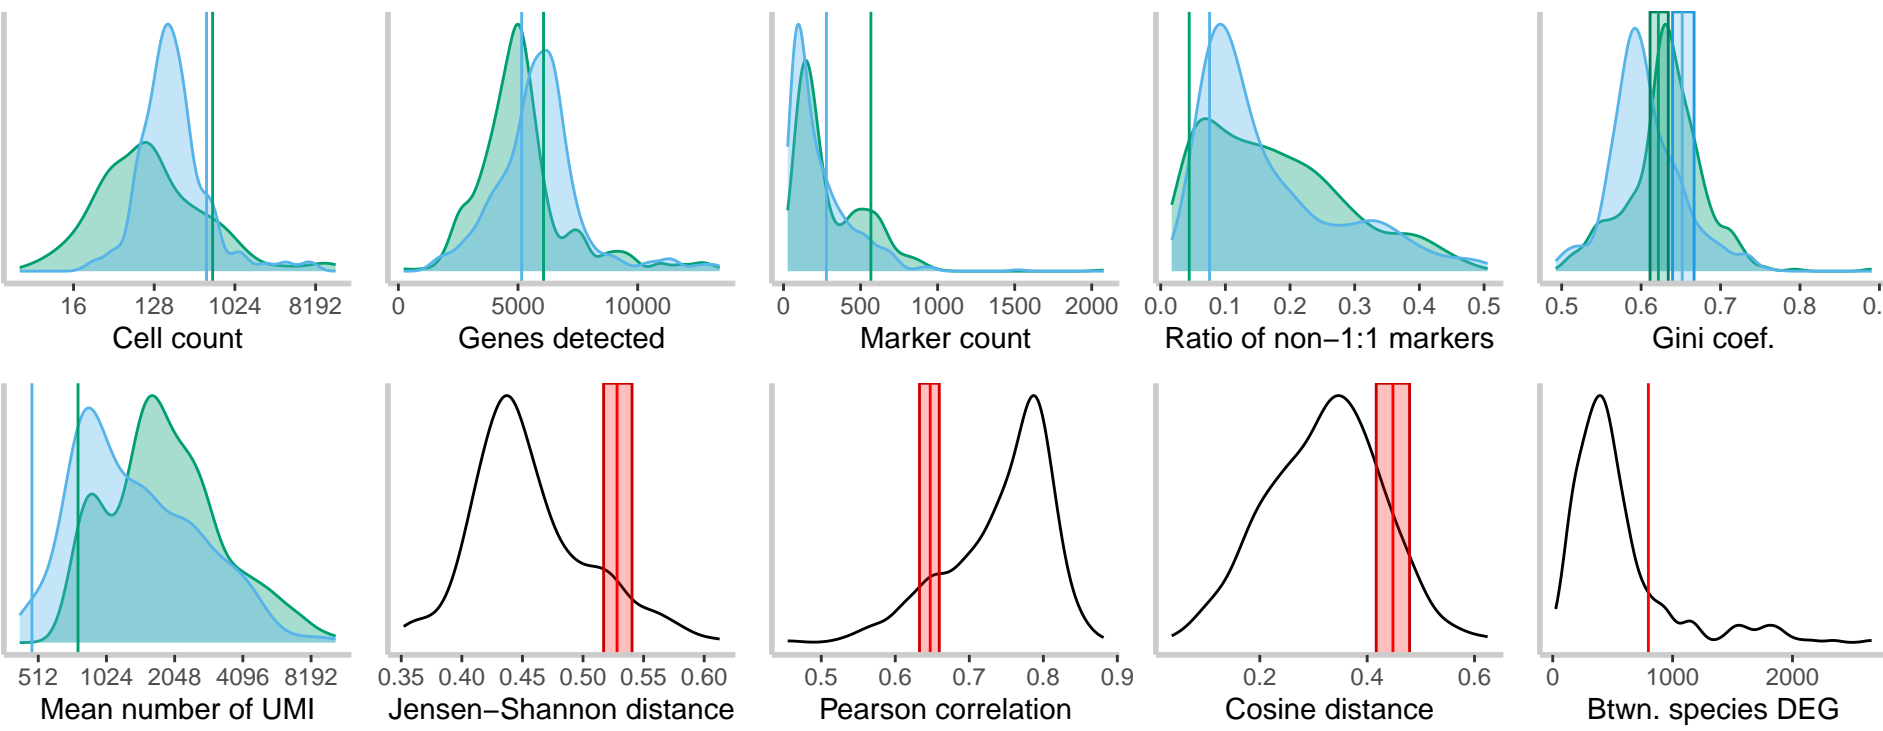 16 128 1024 8192
Cell count
0 5000 10000
Genes detected
0 500 1000 1500 2000
Marker count
0.0 0.1 0.2 0.3 0.4 0.5
Ratio of non−1:1 markers
0.5 0.6 0.7 0.8 0.
Gini coef.
512 1024 2048 4096 8192
Mean number of UMI
0.35 0.40 0.45 0.50 0.55 0.60
Jensen−Shannon distance
0.5 0.6 0.7 0.8 0.9
Pearson correlation
0.2 0.4 0.6
Cosine distance
0 1000 2000
Btwn. species DEG